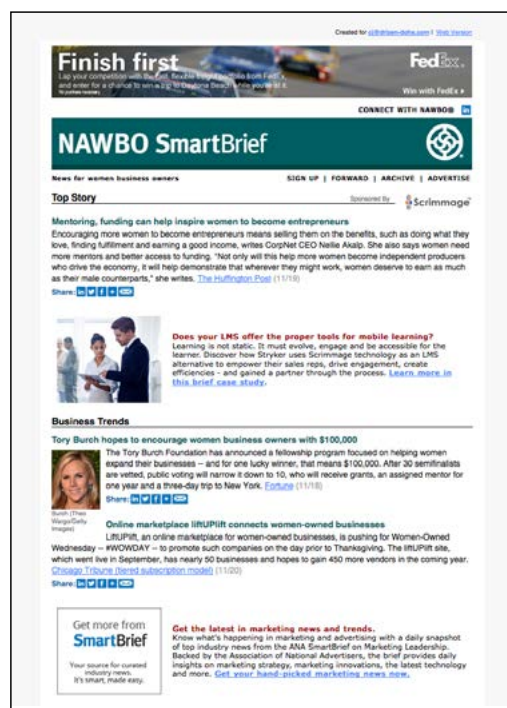 Created for cj@driven-doha.com | Web Version
Finish first
Lap your competition with the fast, flexible freight portfolio from FedEx,
and enter for a chance to win a trip to Daytona Beach while you're at it.
FedEx.
Win with FedEx
CONNECT WITH NAWBO® in
NAWBO SmartBrief
News for women business owners
SIGN UP | FORWARD | ARCHIVE | ADVERTISE
Top Story
Sponsored By
Scrimmage™
Mentoring, funding can help inspire women to become entrepreneurs
Encouraging more women to become entrepreneurs means selling them on the benefits, such as doing what they
love, finding fulfillment and earning a good income, writes CorpNet CEO Nellie Akalp. She also says women need
more mentors and better access to funding. "Not only will this help more women become independent producers
who drive the economy, it will help demonstrate that wherever they might work, women deserve to earn as much
as their male counterparts," she writes. The Huffington Post (11/19)
Share:
Does your LMS offer the proper tools for mobile learning?
Learning is not static. It must evolve, engage and be accessible for the
learner. Discover how Stryker uses Scrimmage technology as an LMS
alternative to empower their sales reps, drive engagement, create
efficiencies - and gained a partner through the process. Learn more in
this brief case study.
Business Trends
Tory Burch hopes to encourage women business owners with $100,000
The Tory Burch Foundation has announced a fellowship program focused on helping women
expand their businesses -- and for one lucky winner, that means $100,000. After 30 semifinalists
are vetted, public voting will narrow it down to 10, who will receive grants, an assigned mentor for
one year and a three-day trip to New York. Fortune (11/18)
Share:
Burch (Theo
Wargo/Getty
Images)
Online marketplace liftUPlift connects women-owned businesses
LiftUPlift, an online marketplace for women-owned businesses, is pushing for Women-Owned
Wednesday -- #WOWDAY -- to promote such companies on the day prior to Thanksgiving. The liftUPlift site,
which went live in September, has nearly 50 businesses and hopes to gain 450 more vendors in the coming year.
Chicago Tribune (tiered subscription model) (11/20)
Share:
Get more from
SmartBrief
Your source for curated
industry news.
It's smart, made easy.
Get the latest in marketing news and trends.
Know what's happening in marketing and advertising with a daily snapshot
of top industry news from the ANA SmartBrief on Marketing Leadership.
Backed by the Association of National Advertisers, the brief provides daily
insights on marketing strategy, marketing innovations, the latest technology
and more. Get your hand-picked marketing news now.